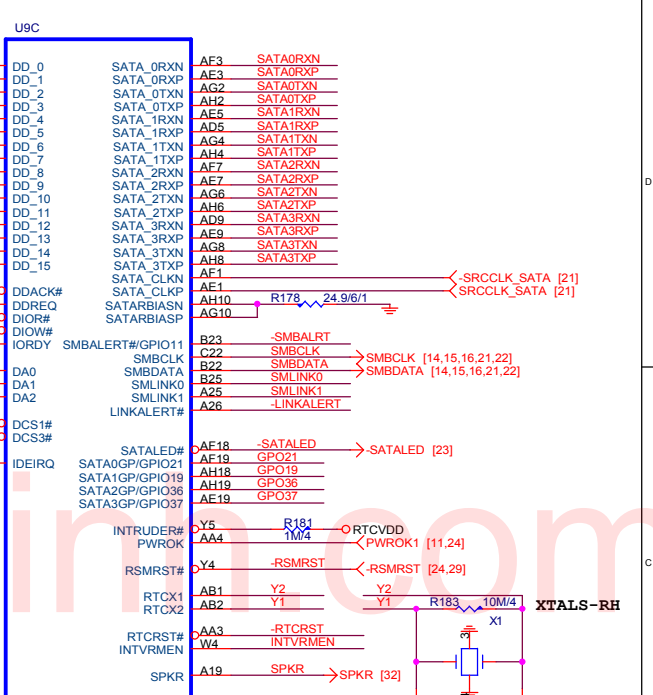 U9C
DD_0 SATA_0RXN AF3 SATA0RXN
DD_1 SATA_0RXP AE3 SATA0RXP
DD_2 SATA_0TXN AG2 SATA0TXN
DD_3 SATA_0TXP AH2 SATA0TXP
DD_4 SATA_1RXN AE5 SATA1RXN
DD_5 SATA_1RXP AD5 SATA1RXP
DD_6 SATA_1TXN AG4 SATA1TXN
DD_7 SATA_1TXP AH4 SATA1TXP
DD_8 SATA_2RXN AF7 SATA2RXN
DD_9 SATA_2RXP AE7 SATA2RXP
DD_10 SATA_2TXN AG6 SATA2TXN
DD_11 SATA_2TXP AH6 SATA2TXP
DD_12 SATA_3RXN AD9 SATA3RXN
DD_13 SATA_3RXP AE9 SATA3RXP
DD_14 SATA_3TXN AG8 SATA3TXN
DD_15 SATA_3TXP AH8 SATA3TXP
SATA_CLKN AF1 -SRCCLK_SATA [21]
DDACK# SATA_CLKP AE1 SRCCLK_SATA [21]
DDREQ SATARBIASN AH10 R178 24.9/6/1
DIOR# SATARBIASP AG10
DIOW#
IORDY SMBALERT#/GPIO11 B23 -SMBALRT
SMBCLK C22 SMBCLK SMBCLK [14,15,16,21,22]
DA0 SMBDATA B22 SMBDATA SMBDATA [14,15,16,21,22]
DA1 SMLINK0 B25 SMLINK0
DA2 SMLINK1 A25 SMLINK1
LINKALERT# A26 -LINKALERT
DCS1#
DCS3#
SATALED# AF18 -SATALED -SATALED [23]
IDEIRQ SATA0GP/GPIO21 AF19 GPO21
SATA1GP/GPIO19 AH18 GPO19
SATA2GP/GPIO36 AH19 GPO36
SATA3GP/GPIO37 AE19 GPO37
INTRUDER# Y5 R181 1M/4 RTCVDD
PWROK AA4 PWROK1 [11,24]
RSMRST# Y4 -RSMRST -RSMRST [24,29]
RTCX1 AB1 Y2 Y2
RTCX2 AB2 Y1 Y1 R183 10M/4 XTALS-RH
X1
RTCRST# AA3 -RTCRST 3
INTVRMEN W4 INTVRMEN
SPKR A19 SPKR SPKR [32]
D
C
inn.com